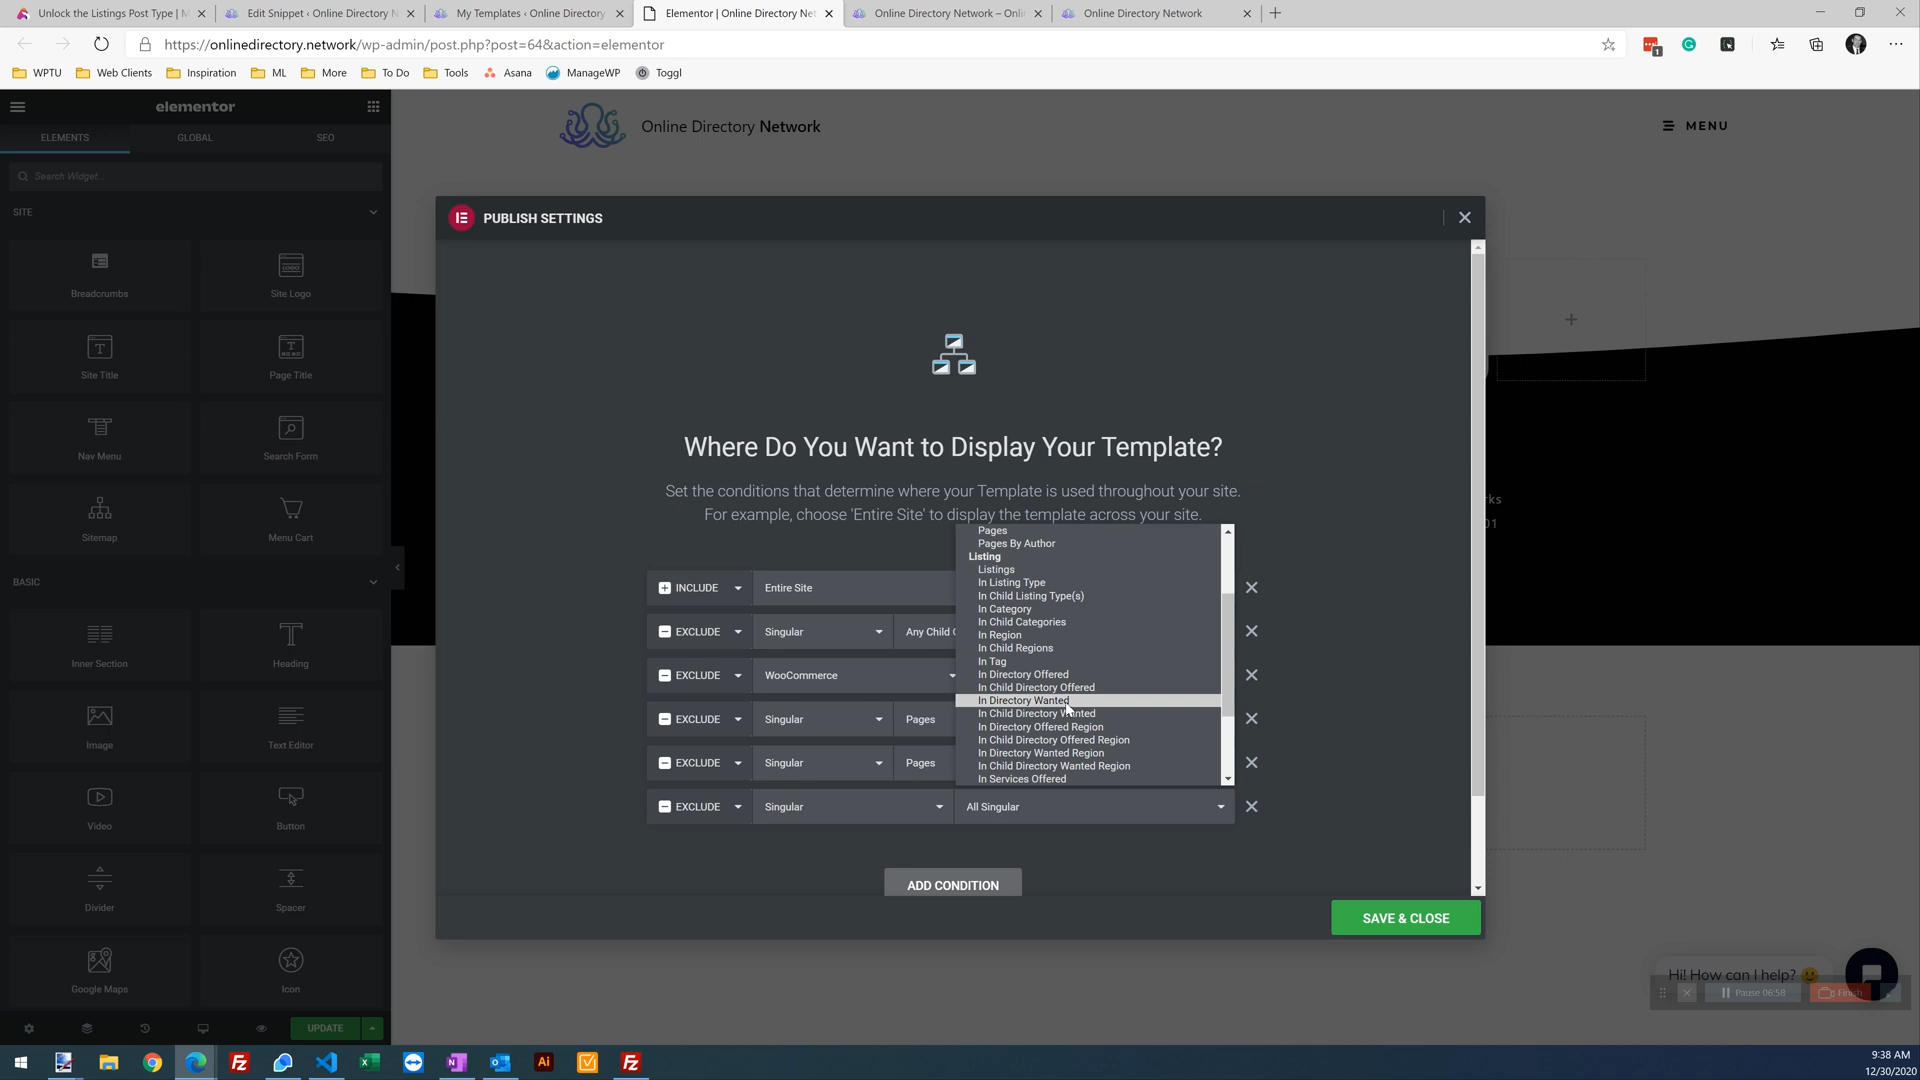 Unlock the Listings Post Type | M
Edit Snippet ‹ Online Directory N
My Templates ‹ Online Directory
Elementor | Online Directory Net
Online Directory Network – Onli
Online Directory Network
https://onlinedirectory.network/wp-admin/post.php?post=64&action=elementor
1
WPTU
Web Clients
Inspiration
ML
More
To Do
Tools
Asana
ManageWP
Toggl
elementor
Online Directory Network
MENU
ELEMENTS
GLOBAL
SEO
Search Widget...
SITE
PUBLISH SETTINGS
Breadcrumbs
LOGO
Site Logo
T
Site Title
T
Page Title
Nav Menu
Search Form
Sitemap
Menu Cart
Where Do You Want to Display Your Template?
Set the conditions that determine where your Template is used throughout your site.
For example, choose 'Entire Site' to display the template across your site.
rks
01
Pages
Pages By Author
Listing
Listings
In Listing Type
In Child Listing Type(s)
In Category
In Child Categories
In Region
In Child Regions
In Tag
In Directory Offered
In Child Directory Offered
In Directory Wanted
In Child Directory Wanted
In Directory Offered Region
In Child Directory Offered Region
In Directory Wanted Region
In Child Directory Wanted Region
In Services Offered
INCLUDE
Entire Site
EXCLUDE
Singular
Any Child
EXCLUDE
WooCommerce
EXCLUDE
Singular
Pages
EXCLUDE
Singular
Pages
EXCLUDE
Singular
All Singular
ADD CONDITION
SAVE & CLOSE
BASIC
Inner Section
T
Heading
Image
Text Editor
Video
Button
Divider
Spacer
Google Maps
Icon
Hi! How can I help?
Pause 06:58
Finish
UPDATE
Fz
Ai
Fz
9:38 AM
12/30/2020